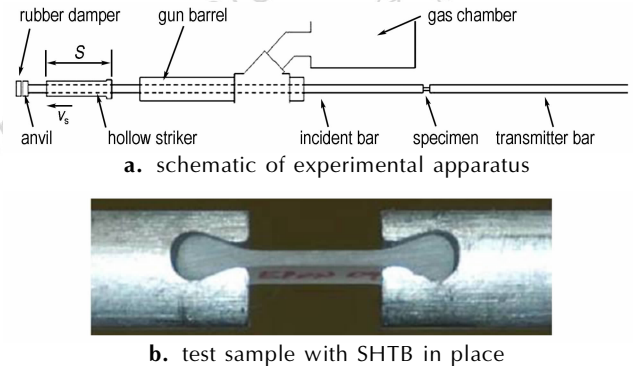 rubber damper
gun barrel
gas chamber
S
vs
anvil
hollow striker
incident bar
specimen
transmitter bar
a. schematic of experimental apparatus
b. test sample with SHTB in place